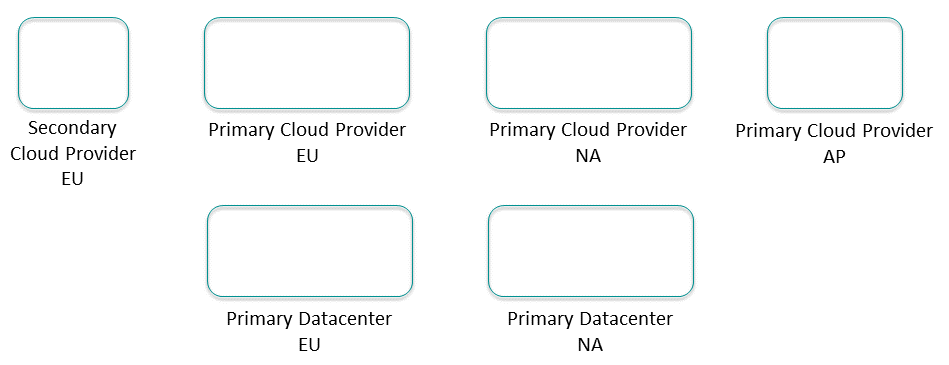 Secondary
Cloud Provider
EU
Primary Cloud Provider
EU
Primary Cloud Provider
NA
Primary Cloud Provider
AP
Primary Datacenter
EU
Primary Datacenter
NA